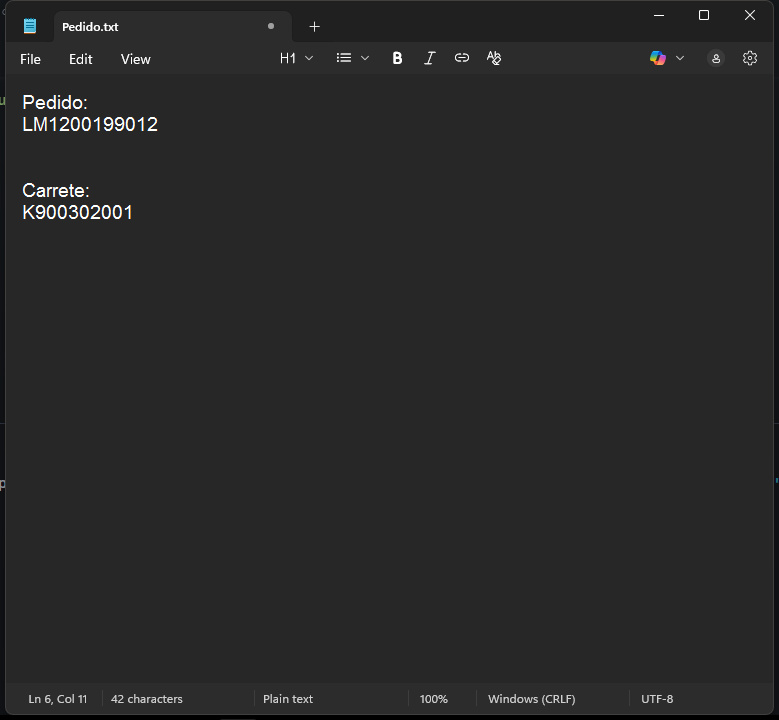 Pedido.txt
File Edit View H1
Pedido:
LM1200199012
Carrete:
K900302001
Ln 6, Col 11 42 characters Plain text 100% Windows (CRLF) UTF-8